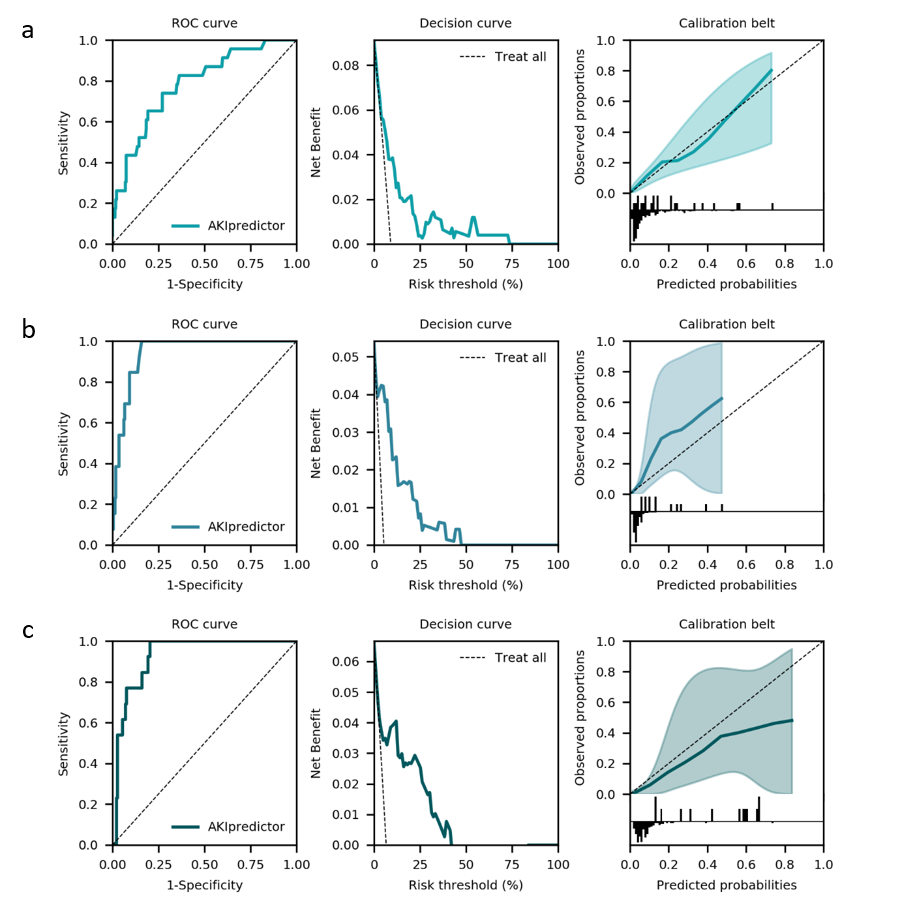 a
ROC curve
Sensitivity
1.0
0.8
0.6
0.4
0.2
0.0
AKIpredictor
0.00 0.25 0.50 0.75 1.00
1-Specificity
Decision curve
Net Benefit
0.08
0.06
0.04
0.02
0.00
Treat all
0 25 50 75 100
Risk threshold (%)
Calibration belt
Observed proportions
1.0
0.8
0.6
0.4
0.2
0.0
0.0 0.2 0.4 0.6 0.8 1.0
Predicted probabilities
b
ROC curve
Sensitivity
1.0
0.8
0.6
0.4
0.2
0.0
AKIpredictor
0.00 0.25 0.50 0.75 1.00
1-Specificity
Decision curve
Net Benefit
0.05
0.04
0.03
0.02
0.01
0.00
Treat all
0 25 50 75 100
Risk threshold (%)
Calibration belt
Observed proportions
1.0
0.8
0.6
0.4
0.2
0.0
0.0 0.2 0.4 0.6 0.8 1.0
Predicted probabilities
c
ROC curve
Sensitivity
1.0
0.8
0.6
0.4
0.2
0.0
AKIpredictor
0.00 0.25 0.50 0.75 1.00
1-Specificity
Decision curve
Net Benefit
0.06
0.05
0.04
0.03
0.02
0.01
0.00
Treat all
0 25 50 75 100
Risk threshold (%)
Calibration belt
Observed proportions
1.0
0.8
0.6
0.4
0.2
0.0
0.0 0.2 0.4 0.6 0.8 1.0
Predicted probabilities